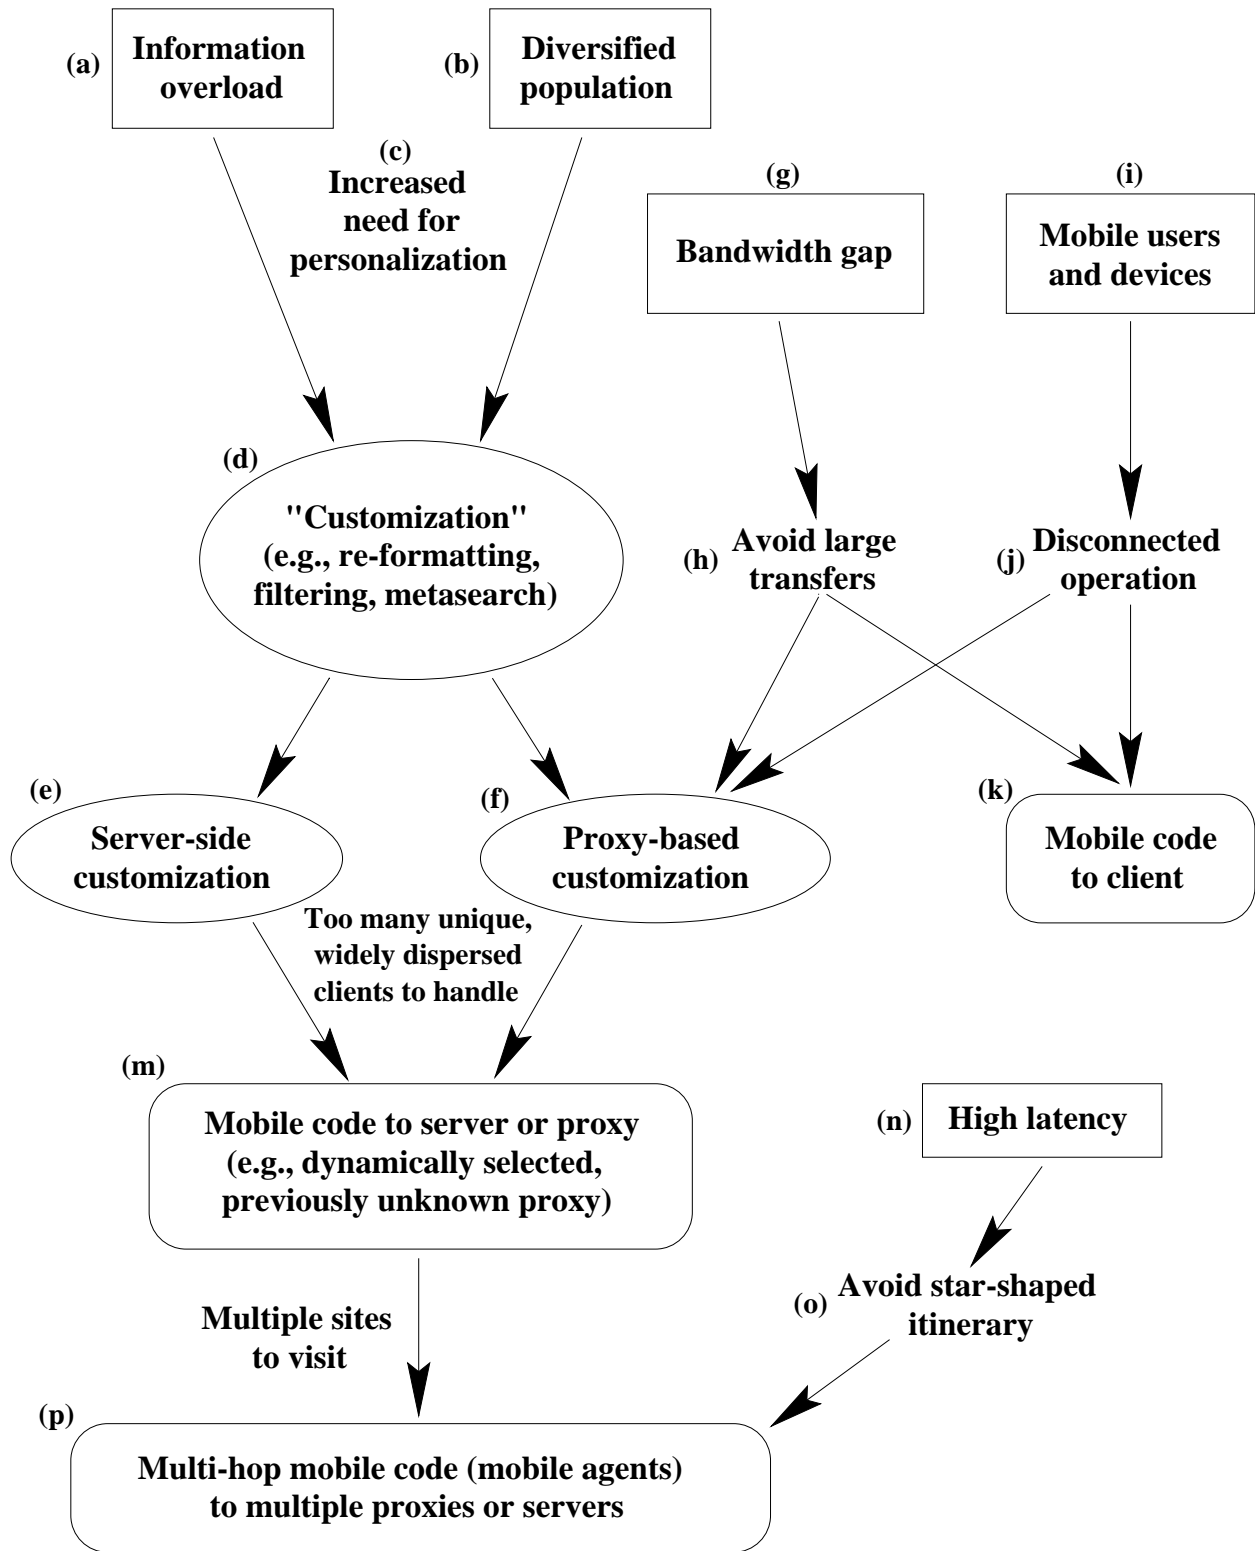 (a)
Information
overload
(b)
Diversified
population
(c)
Increased
need for
personalization
(g)
Bandwidth gap
(i)
Mobile users
and devices
(d)
"Customization"
(e.g., re-formatting,
filtering, metasearch)
(h)
Avoid large
transfers
(j)
Disconnected
operation
(e)
Server-side
customization
(f)
Proxy-based
customization
(k)
Mobile code
to client
Too many unique,
widely dispersed
clients to handle
(m)
Mobile code to server or proxy
(e.g., dynamically selected,
previously unknown proxy)
(n)
High latency
Multiple sites
to visit
(o)
Avoid star-shaped
itinerary
(p)
Multi-hop mobile code (mobile agents)
to multiple proxies or servers